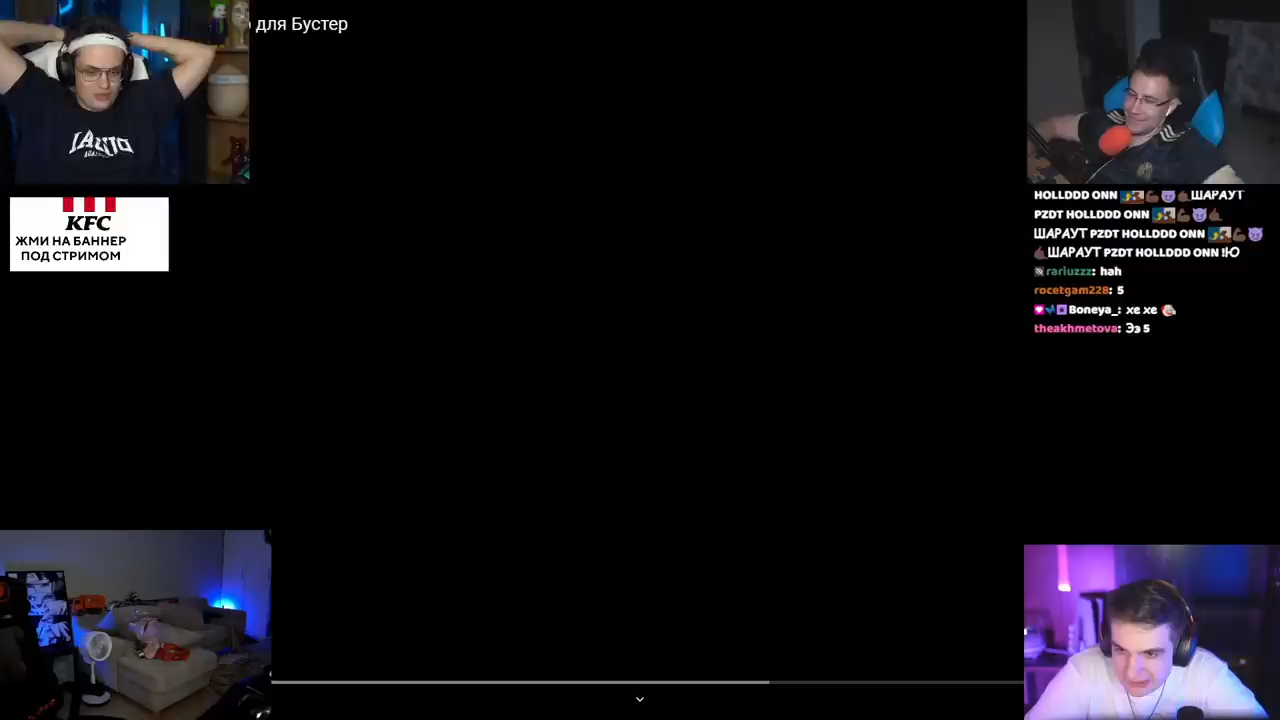 для Бустер
KFC
ЖМИ НА БАННЕР
ПОД СТРИМОМ
HOLLDDD ONN ШАРАУТ
PZDT HOLLDDD ONN
ШАРАУТ PZDT HOLLDDD ONN
ШАРАУТ PZDT HOLLDDD ONN !Ю
rariuzzz: hah
rocetgam228: 5
Boneya_: хе хе
theakhmetova: Ээ 5